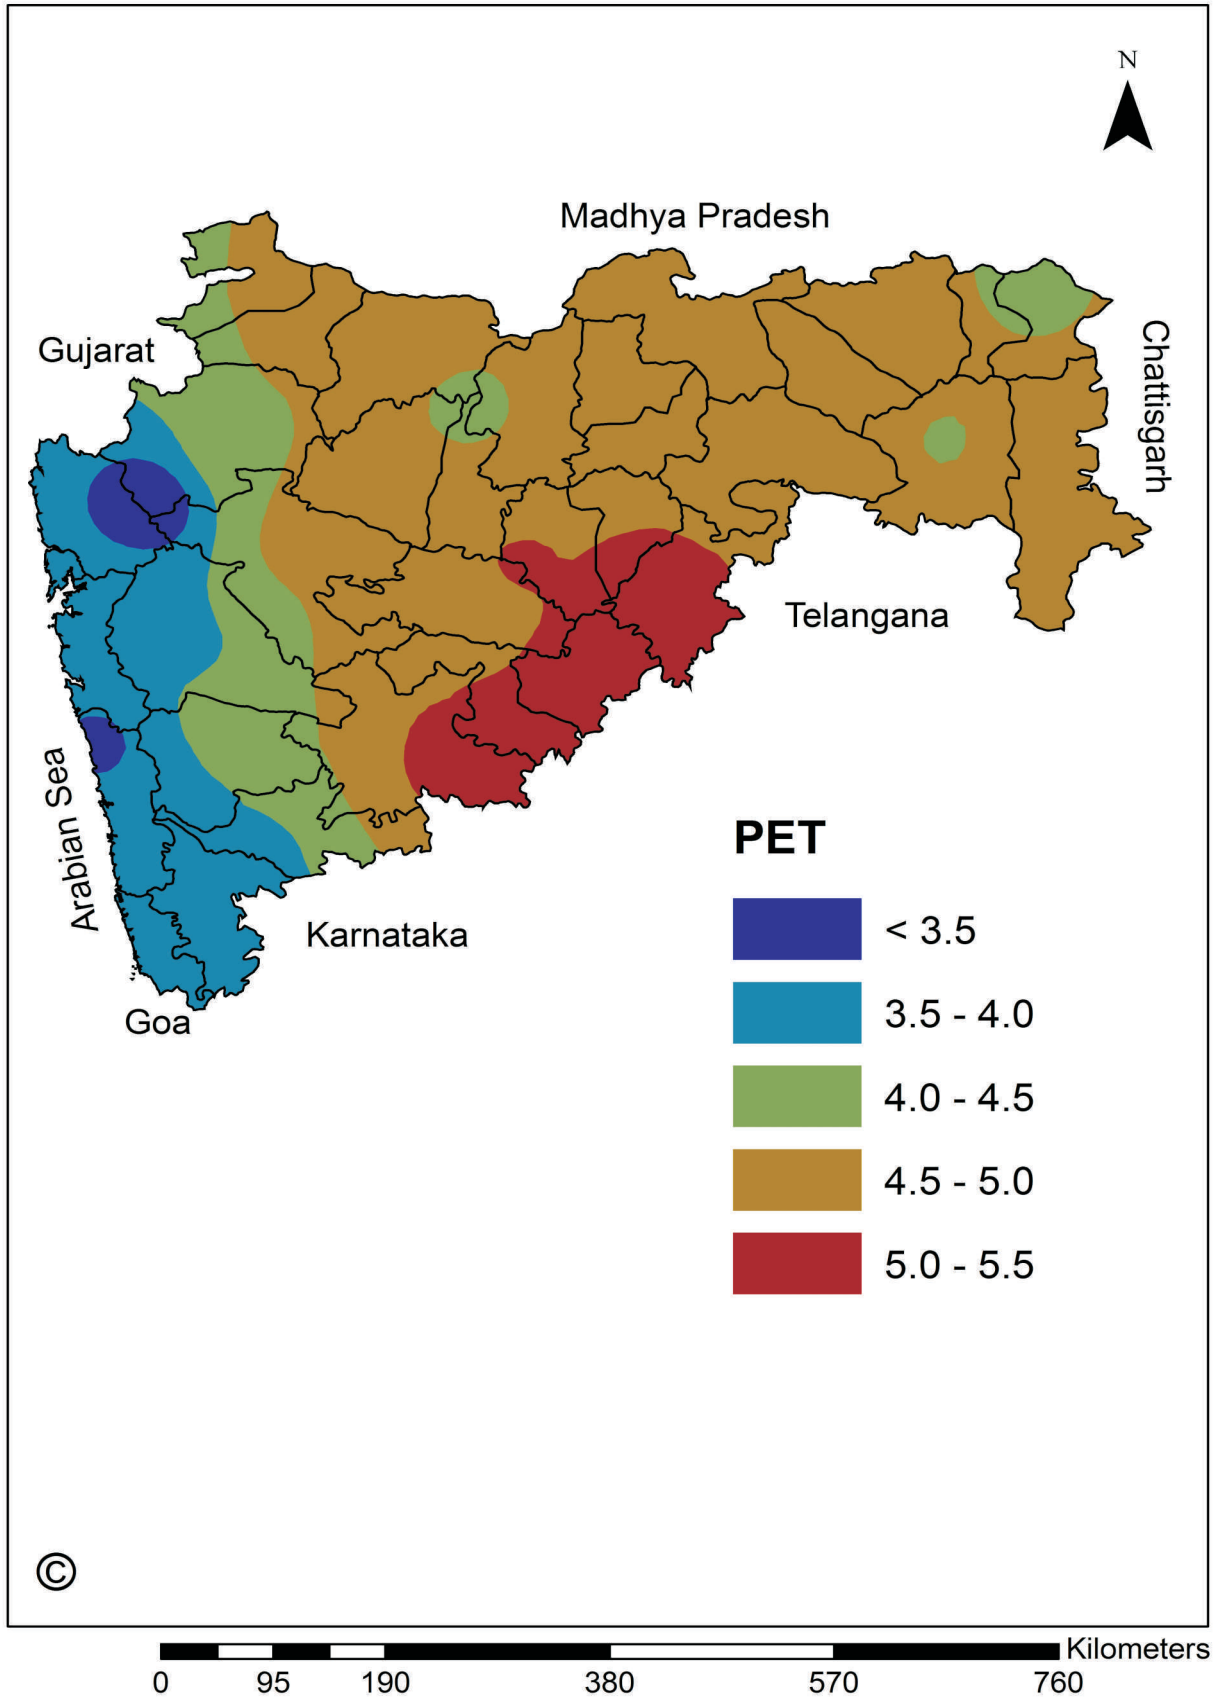 N
Madhya Pradesh
Gujarat
Chattisgarh
Telangana
Arabian Sea
Karnataka
Goa
PET
< 3.5
3.5 - 4.0
4.0 - 4.5
4.5 - 5.0
5.0 - 5.5
©
Kilometers
0 95 190 380 570 760